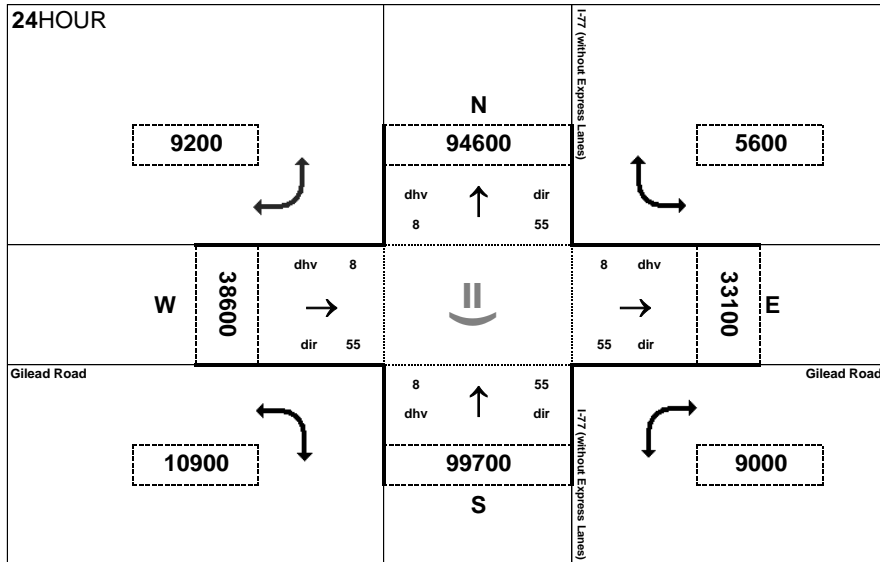 24HOUR
I-77 (without Express Lanes)
N
9200
94600
5600
dhv dir
8 55
W
38600
dhv 8
dir 55
8 dhv
55 dir
33100
E
Gilead Road
Gilead Road
8 55
dhv dir
I-77 (without Express Lanes)
10900
99700
9000
S